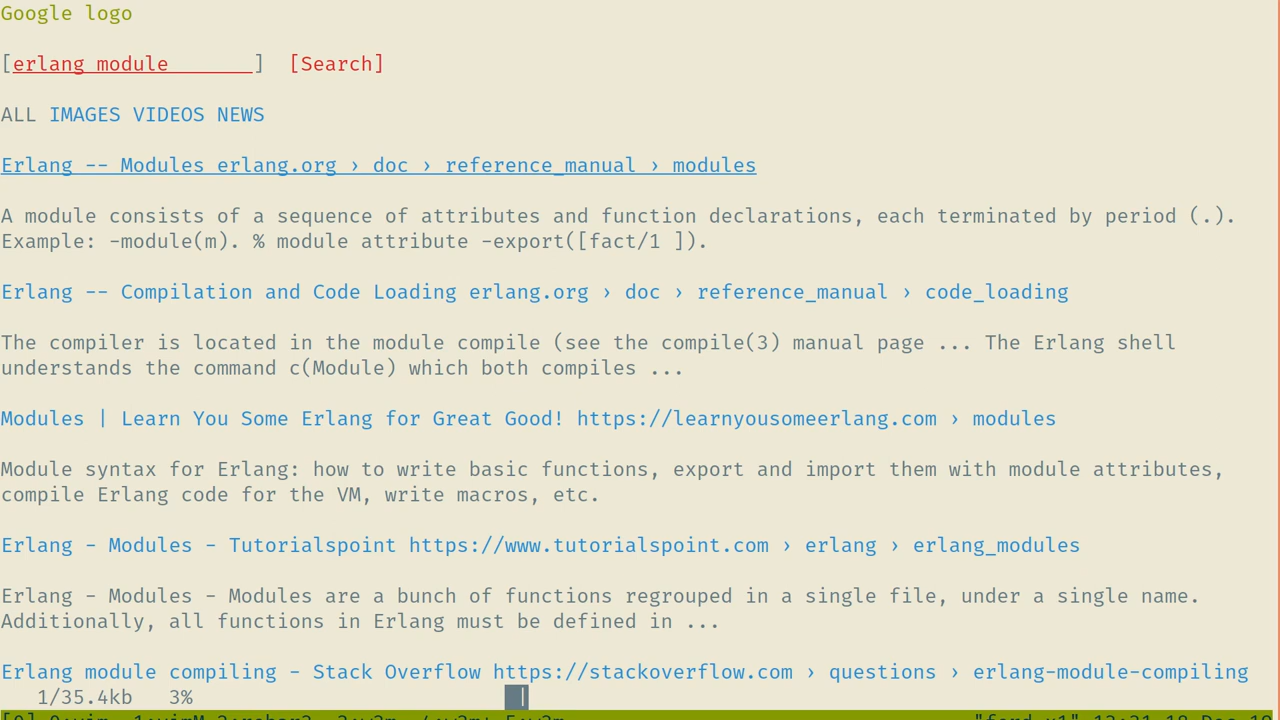 Google logo
[erlang module       ]  [Search]
ALL IMAGES VIDEOS NEWS
Erlang -- Modules erlang.org › doc › reference_manual › modules
A module consists of a sequence of attributes and function declarations, each terminated by period (.).
Example: -module(m). % module attribute -export([fact/1 ]).
Erlang -- Compilation and Code Loading erlang.org › doc › reference_manual › code_loading
The compiler is located in the module compile (see the compile(3) manual page ... The Erlang shell
understands the command c(Module) which both compiles ...
Modules | Learn You Some Erlang for Great Good! https://learnyousomeerlang.com › modules
Module syntax for Erlang: how to write basic functions, export and import them with module attributes,
compile Erlang code for the VM, write macros, etc.
Erlang - Modules - Tutorialspoint https://www.tutorialspoint.com › erlang › erlang_modules
Erlang - Modules - Modules are a bunch of functions regrouped in a single file, under a single name.
Additionally, all functions in Erlang must be defined in ...
Erlang module compiling - Stack Overflow https://stackoverflow.com › questions › erlang-module-compiling
1/35.4kb   3%